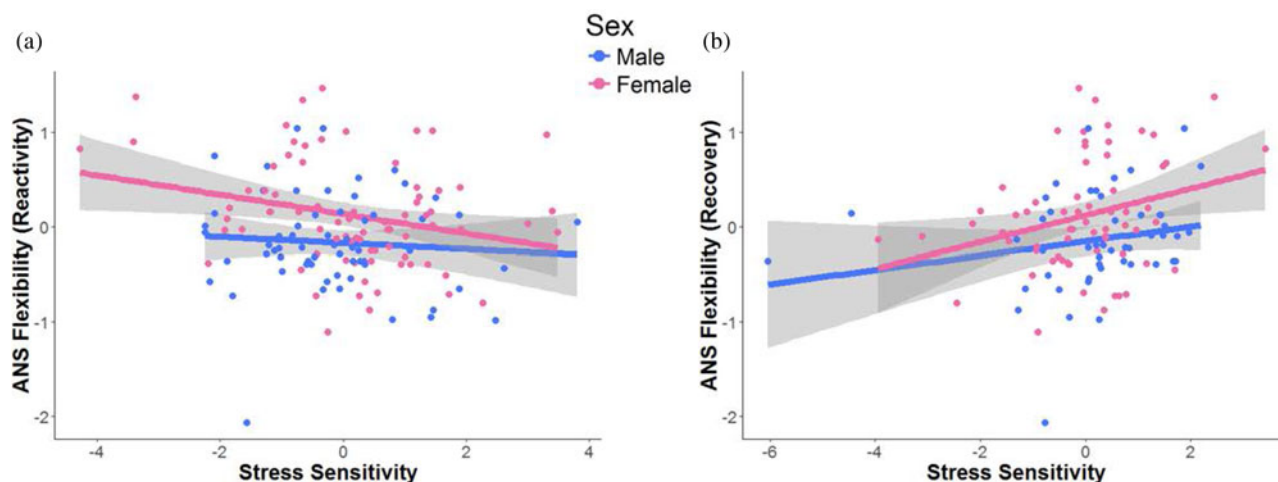 (a)
Sex
Male
Female
(b)
ANS Flexibility (Reactivity)
1
0
-1
-2
-4
-2
0
2
4
Stress Sensitivity
ANS Flexibility (Recovery)
1
0
-1
-2
-6
-4
-2
0
2
Stress Sensitivity